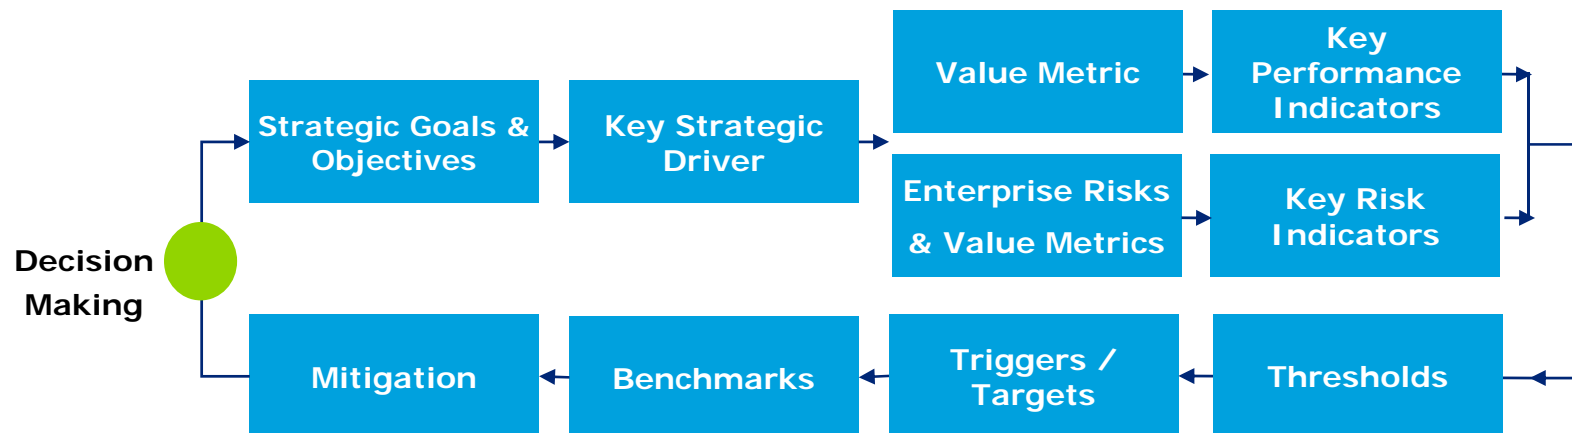 Strategic Goals &
Objectives
Key Strategic
Driver
Value Metric
Key
Performance
Indicators
Enterprise Risks
& Value Metrics
Key Risk
Indicators
Decision
Making
Mitigation
Benchmarks
Triggers /
Targets
Thresholds